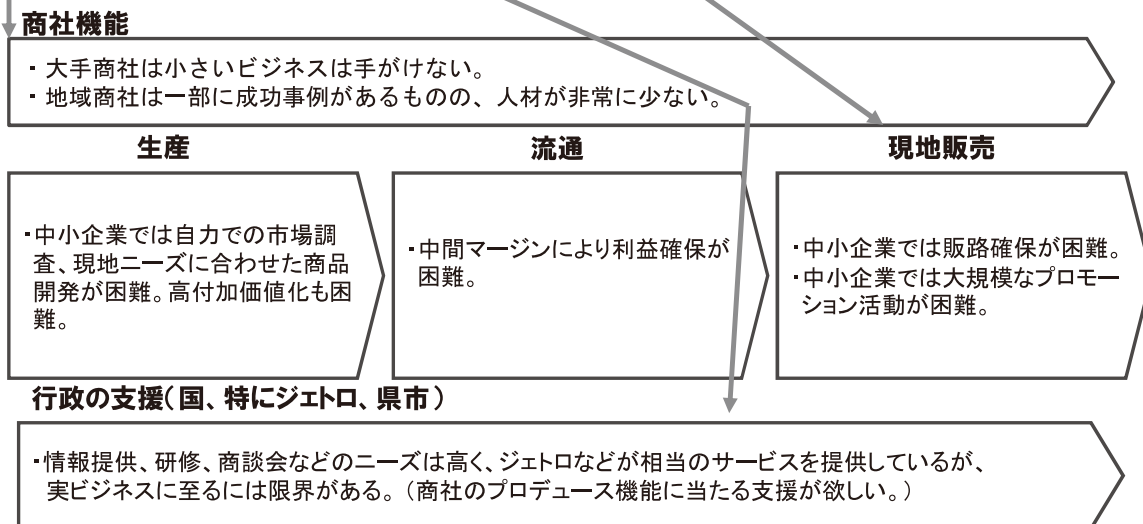 商社機能
・大手商社は小さいビジネスは手がけない。
・地域商社は一部に成功事例があるものの、人材が非常に少ない。
生産
流通
現地販売
・中小企業では自力での市場調
査、現地ニーズに合わせた商品
開発が困難。高付加価値化も困
難。
・中間マージンにより利益確保が
困難。
・中小企業では販路確保が困難。
・中小企業では大規模なプロモー
ション活動が困難。
行政の支援(国、特にジェトロ、県市)
・情報提供、研修、商談会などのニーズは高く、ジェトロなどが相当のサービスを提供しているが、
実ビジネスに至るには限界がある。(商社のプロデュース機能に当たる支援が欲しい。)